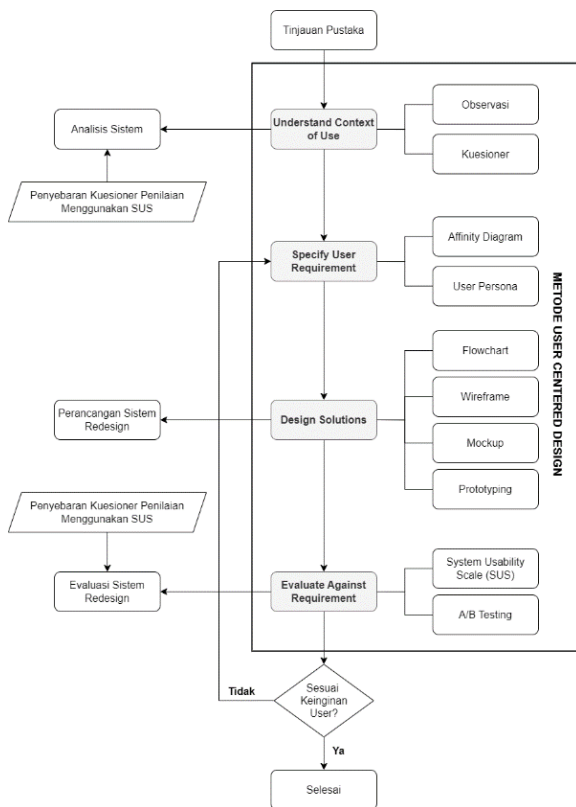 Tinjauan Pustaka
Understand Context
of Use
Observasi
Kuesioner
Analisis Sistem
Penyebaran Kuesioner Penilaian
Menggunakan SUS
Specify User
Requirement
Affinity Diagram
User Persona
METODE USER CENTERED DESIGN
Flowchart
Wireframe
Mockup
Prototyping
Design Solutions
Perancangan Sistem
Redesign
Penyebaran Kuesioner Penilaian
Menggunakan SUS
Evaluasi Sistem
Redesign
Evaluate Against
Requirement
System Usability
Scale (SUS)
A/B Testing
Tidak
Sesuai
Keinginan
User?
Ya
Selesai